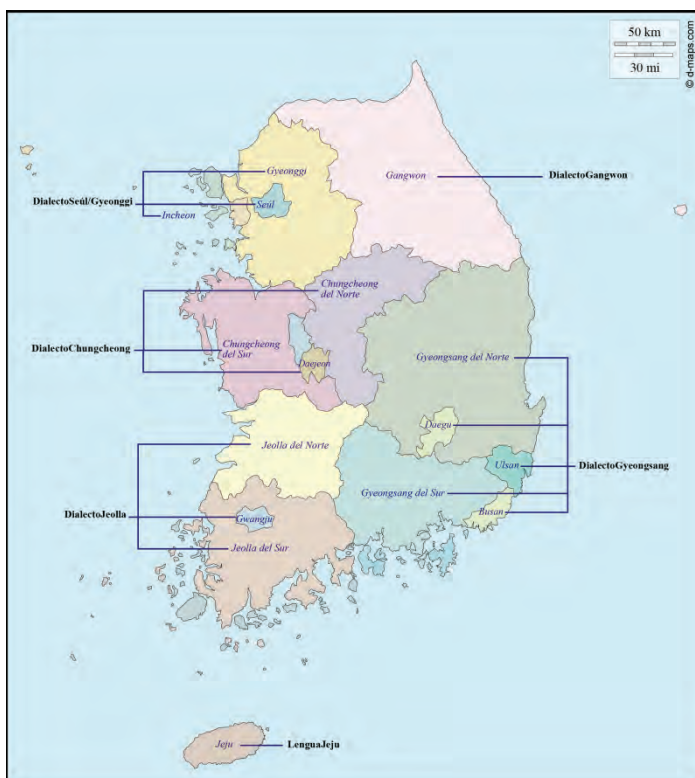 50 km
30 mi
© d-maps.com
Gyeonggi
Gangwon
DialectoGangwon
DialectoSeúl/Gyeonggi
Seúl
Incheon
Chungcheong
del Norte
DialectoChungcheong
Chungcheong
del Sur
Daejeon
Gyeongsang del Norte
Daegu
Jeolla del Norte
Ulsan
DialectoGyeongsang
Gyeongsang del Sur
Busan
DialectoJeolla
Gwangju
Jeolla del Sur
Jeju
LenguaJeju